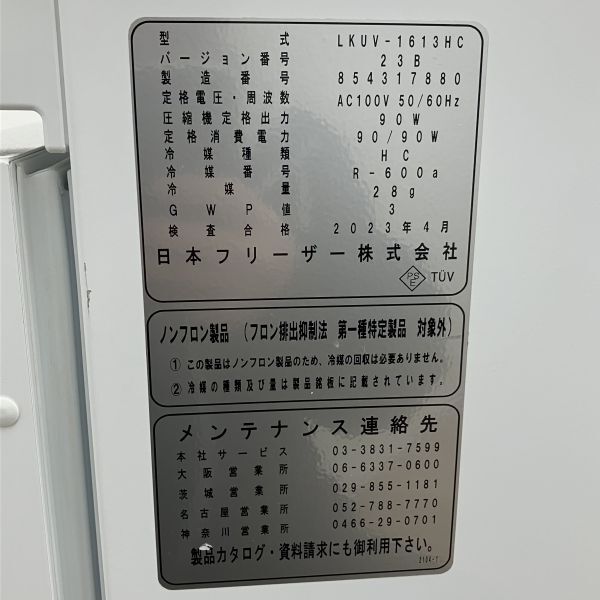 型式 LKUV-1613HC
バージョン番号 23B
製造番号 854317880
定格電圧・周波数 AC100V 50/60Hz
圧縮機定格出力 90W
定格消費電力 90/90W
冷媒種類 HC
冷媒番号 R-600a
冷媒量 28g
GWP値 3
検査合格 2023年4月
日本フリーザー株式会社
PSE TÜV
ノンフロン製品 (フロン排出抑制法 第一種特定製品 対象外)
① この製品はノンフロン製品のため、冷媒の回収は必要ありません。
② 冷媒の種類及び量は製品銘板に記載されています。
メンテナンス連絡先
本社サービス 03-3831-7599
大阪営業所 06-6337-0600
茨城営業所 029-855-1181
名古屋営業所 052-788-7770
神奈川営業所 0466-29-0701
製品カタログ・資料請求にも御利用下さい。